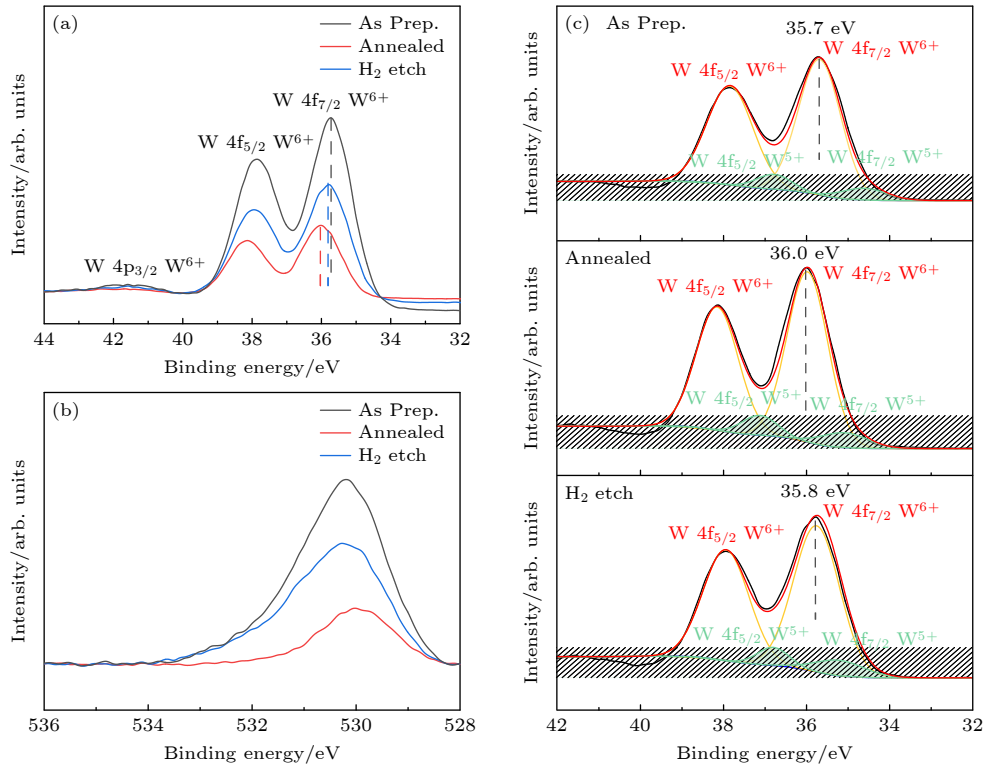 (a)
As Prep.
Annealed
H₂ etch
W 4f₇/₂ W⁶⁺
W 4f₅/₂ W⁶⁺
W 4p₃/₂ W⁶⁺
Intensity/arb. units
44 42 40 38 36 34 32
Binding energy/eV
(b)
As Prep.
Annealed
H₂ etch
Intensity/arb. units
536 534 532 530 528
Binding energy/eV
(c)
As Prep.
35.7 eV
W 4f₇/₂ W⁶⁺
W 4f₅/₂ W⁶⁺
W 4f₅/₂ W⁵⁺
W 4f₇/₂ W⁵⁺
Intensity/arb. units
Annealed
36.0 eV
W 4f₇/₂ W⁶⁺
W 4f₅/₂ W⁶⁺
W 4f₅/₂ W⁵⁺
W 4f₇/₂ W⁵⁺
Intensity/arb. units
H₂ etch
35.8 eV
W 4f₇/₂ W⁶⁺
W 4f₅/₂ W⁶⁺
W 4f₅/₂ W⁵⁺
W 4f₇/₂ W⁵⁺
Intensity/arb. units
42 40 38 36 34 32
Binding energy/eV